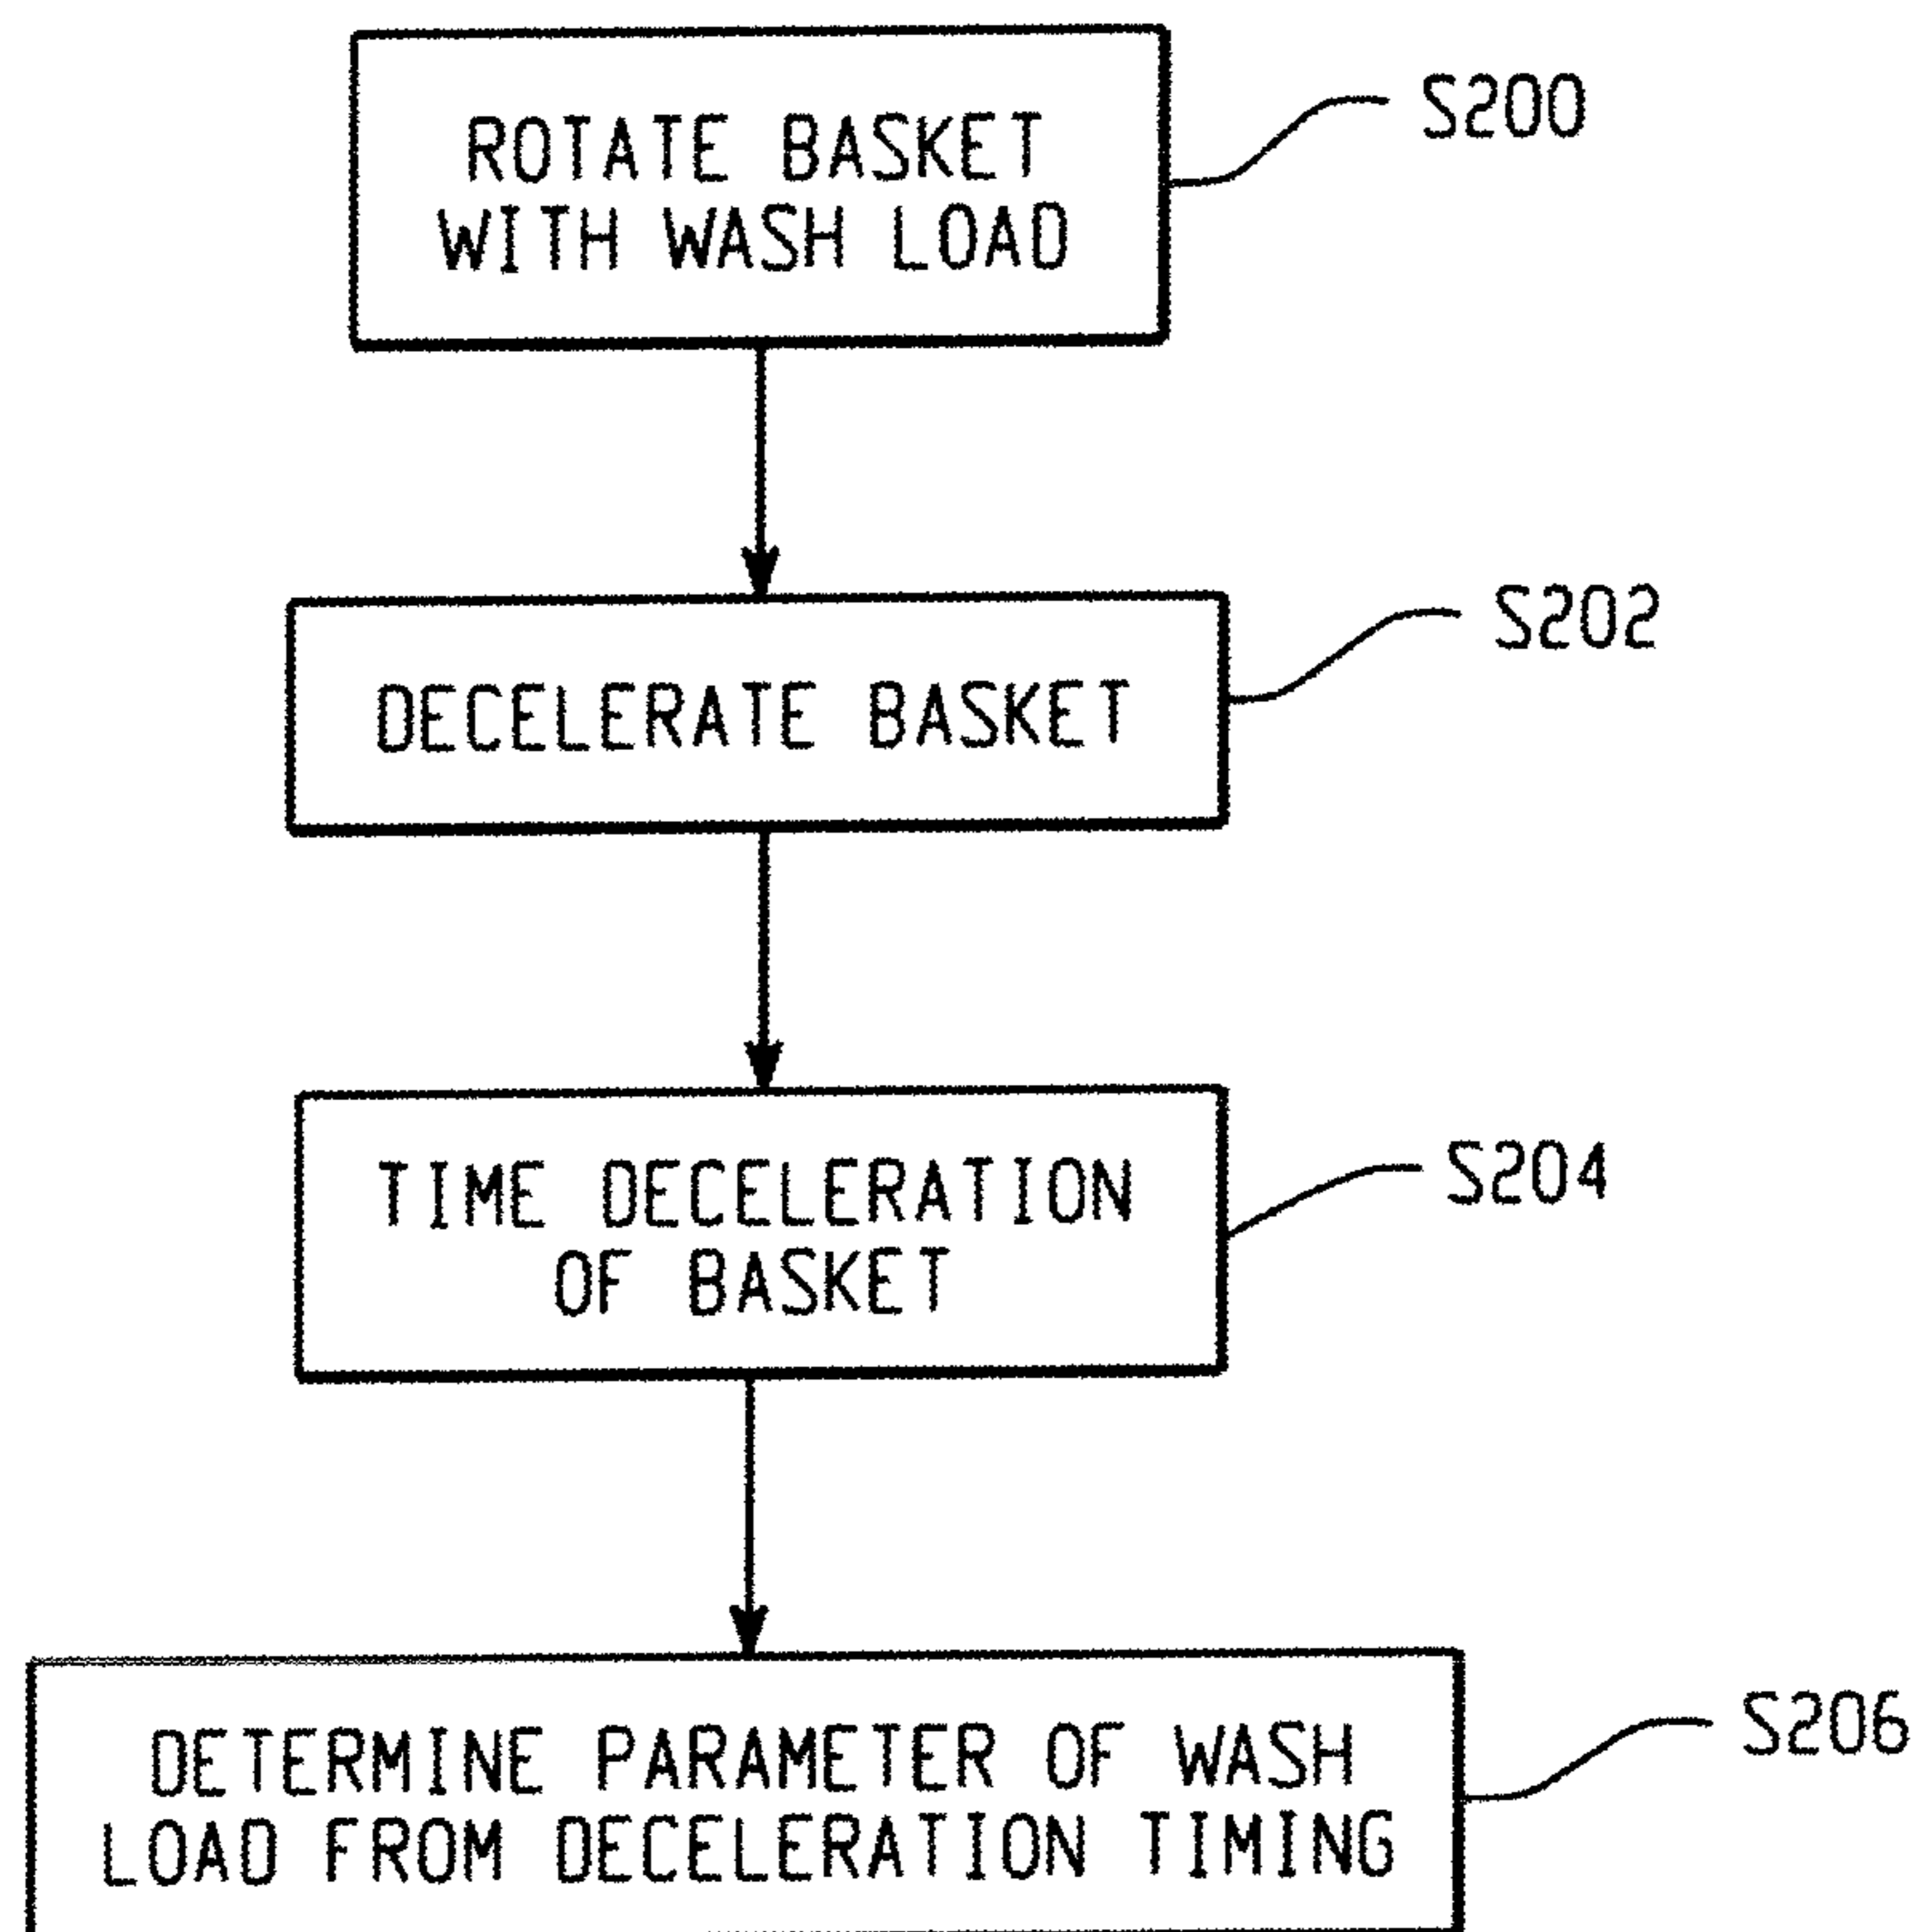 ROTATE BASKET
WITH WASH LOAD
S200
DECELERATE BASKET
S202
TIME DECELERATION
OF BASKET
S204
DETERMINE PARAMETER OF WASH
LOAD FROM DECELERATION TIMING
S206